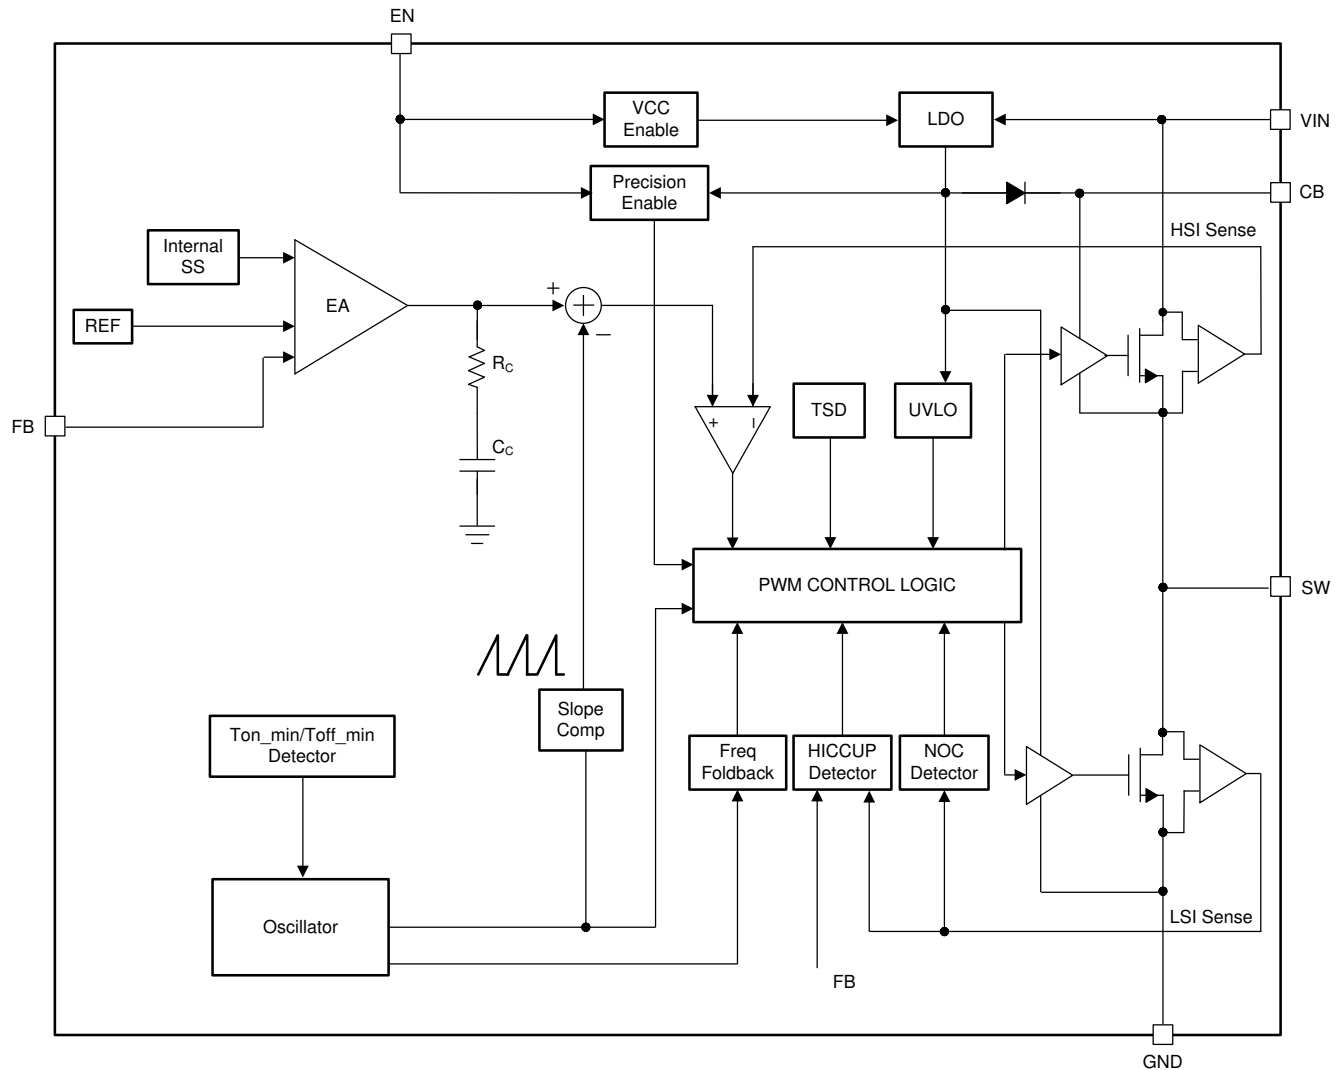 EN
VCC
Enable
LDO
VIN
Precision
Enable
CB
HSI Sense
Internal
SS
EA
+
+
−
REF
RC
FB
TSD
UVLO
+
−
CC
PWM CONTROL LOGIC
SW
Slope
Comp
Ton_min/Toff_min
Detector
Freq
Foldback
HICCUP
Detector
NOC
Detector
LSI Sense
Oscillator
FB
GND